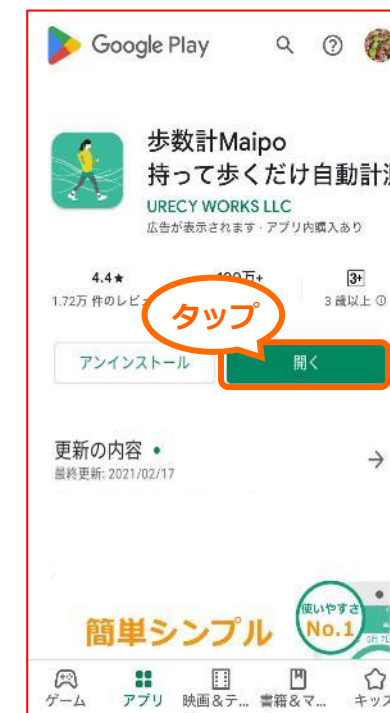 Google Play
歩数計Maipo
持って歩くだけ自動計測
URECY WORKS LLC
広告が表示されます・アプリ内購入あり
4.4★
1.72万 件のレビ
3+
3 歳以上
タップ
アンインストール
開く
更新の内容
最終更新: 2021/02/17
簡単シンプル
使いやすさ
No.1
ゲーム
アプリ
映画&テ...
書籍&マ...
キッズ